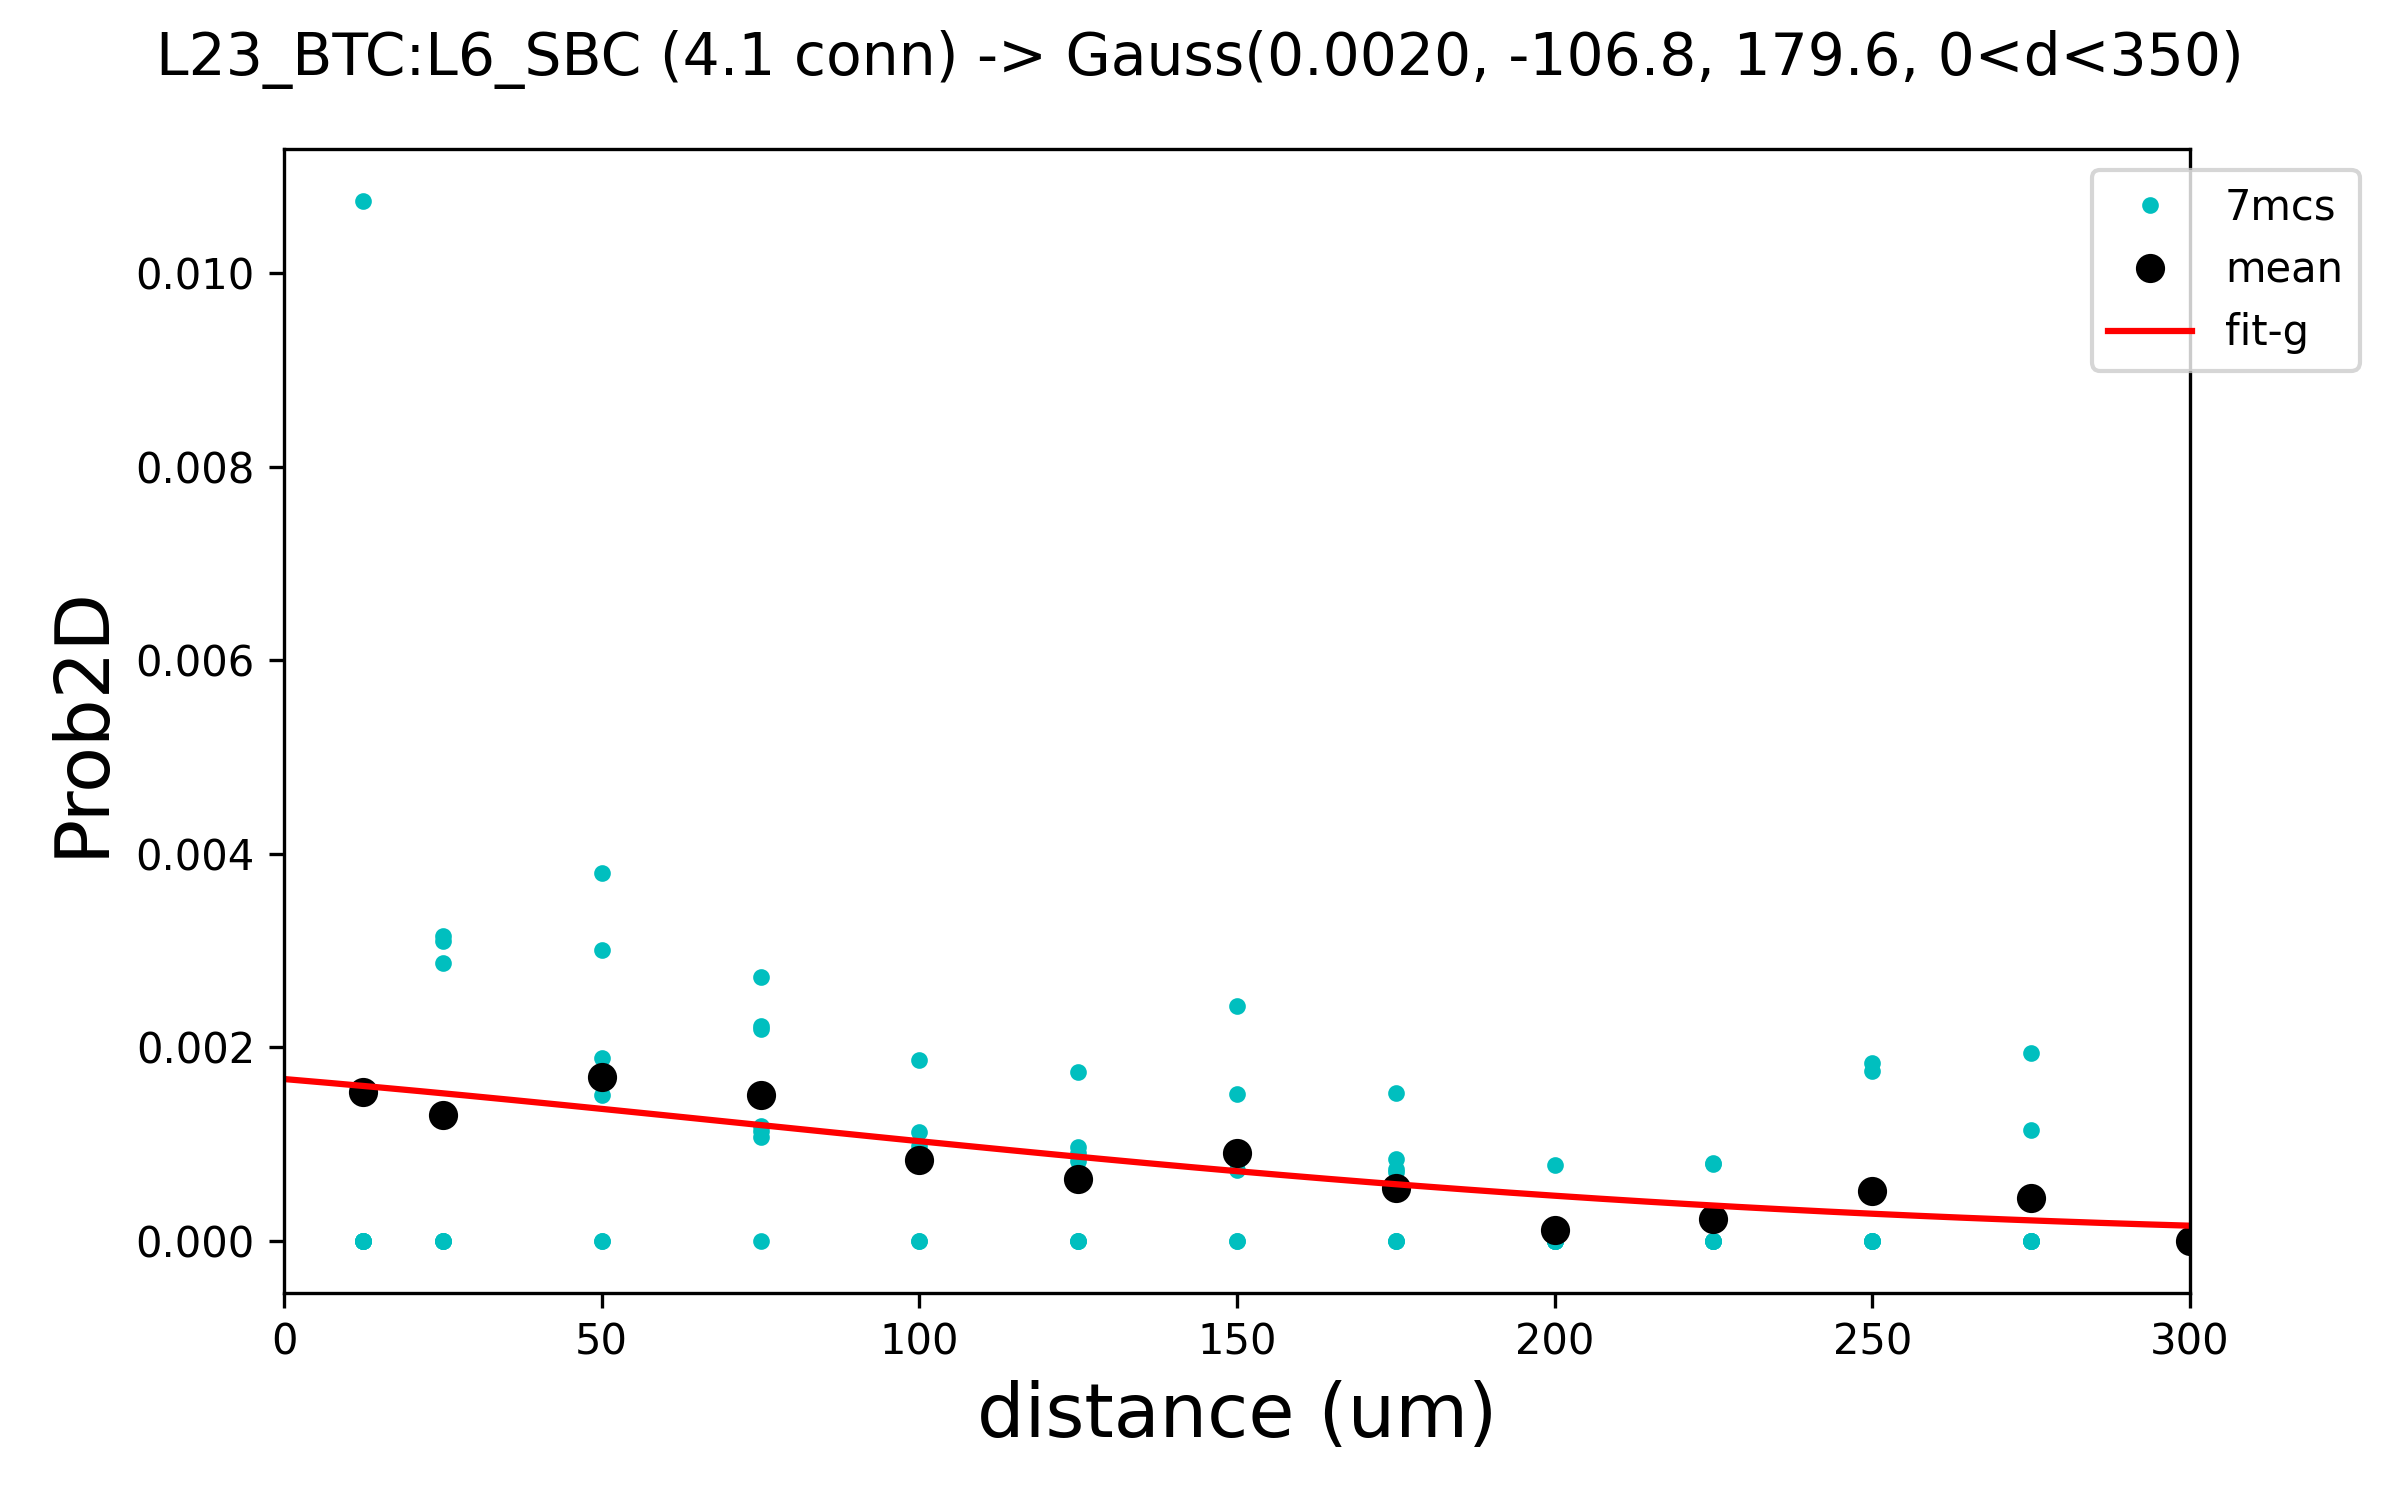 L23_BTC:L6_SBC (4.1 conn) -> Gauss(0.0020, -106.8, 179.6, 0<d<350)
7mcs
mean
fit-g
0.010
0.008
0.006
0.004
0.002
0.000
Prob2D
0 50 100 150 200 250 300
distance (um)